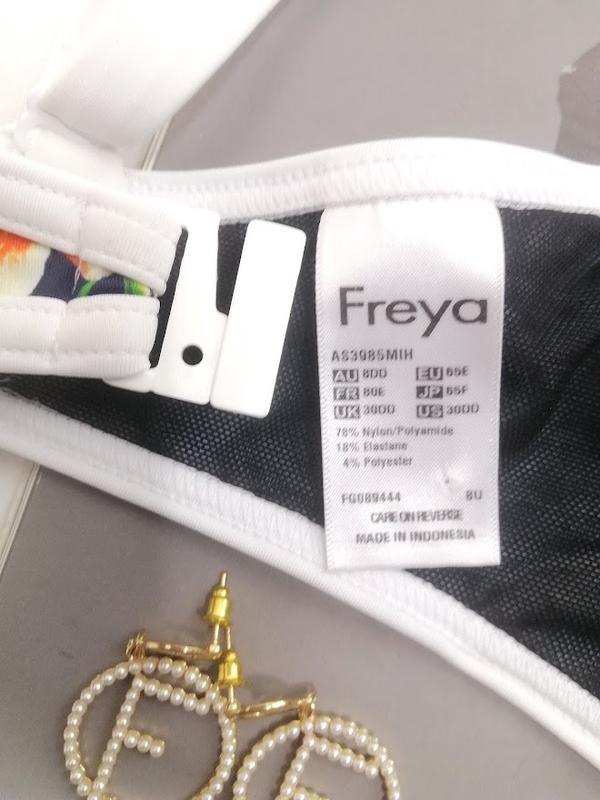 Freya
AS3985MIH
AU 8DD EU 65E
FR 80E JP 65F
UK 30DD US 30DD
78% Nylon/Polyamide
18% Elastane
4% Polyester
FG089444 BU
CARE ON REVERSE
MADE IN INDONESIA
F